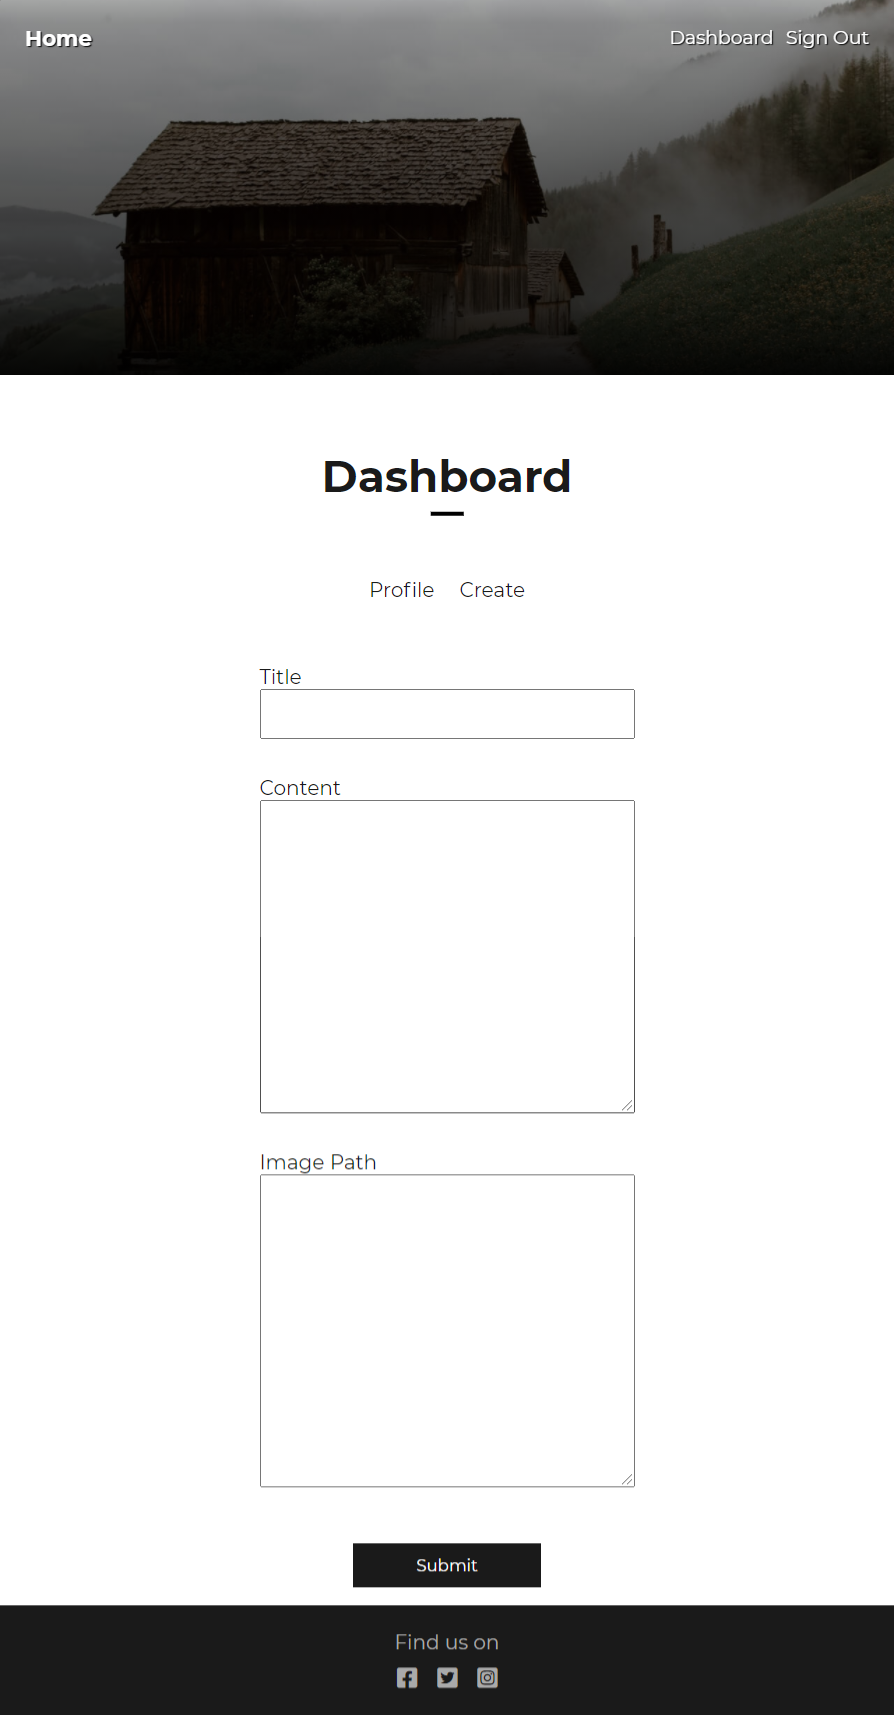 Home
Dashboard Sign Out
Dashboard
Profile Create
Title
Content
Image Path
Submit
Find us on